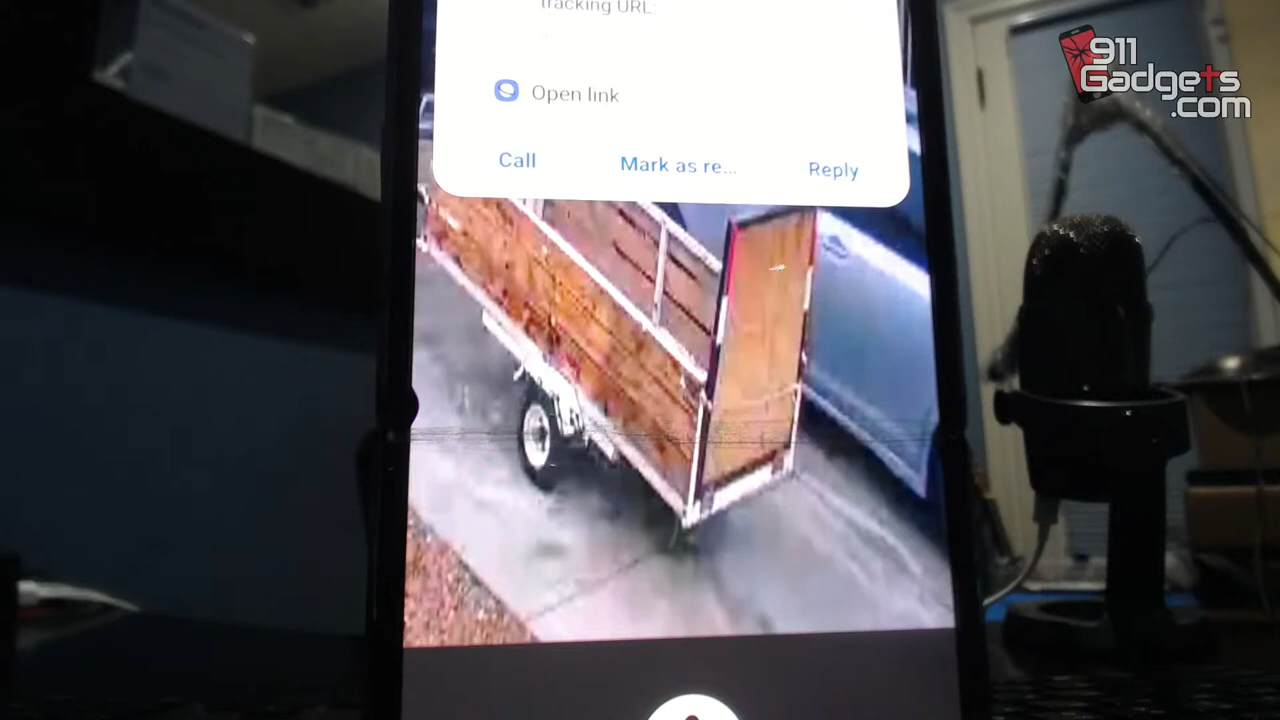 tracking URL:
Open link
Call
Mark as re...
Reply
911
Gadgets
.com